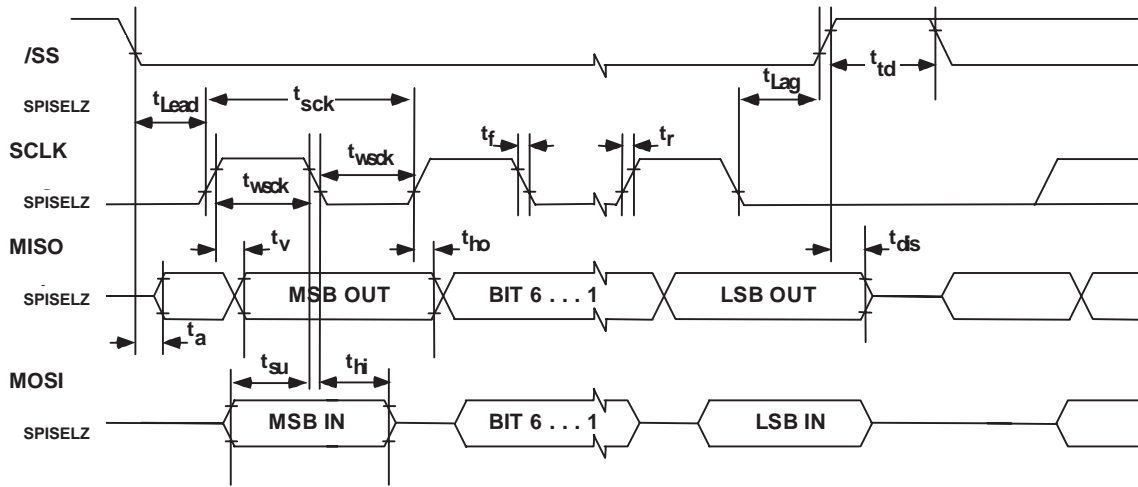 /SS
SPISELZ
tLead
tsck
tLag
ttd
SCLK
SPISELZ
twsck
twsck
tf
tr
MISO
SPISELZ
tv
tho
tdis
MSB OUT
BIT 6 . . . 1
LSB OUT
ta
MOSI
SPISELZ
tsu
thi
MSB IN
BIT 6 . . . 1
LSB IN